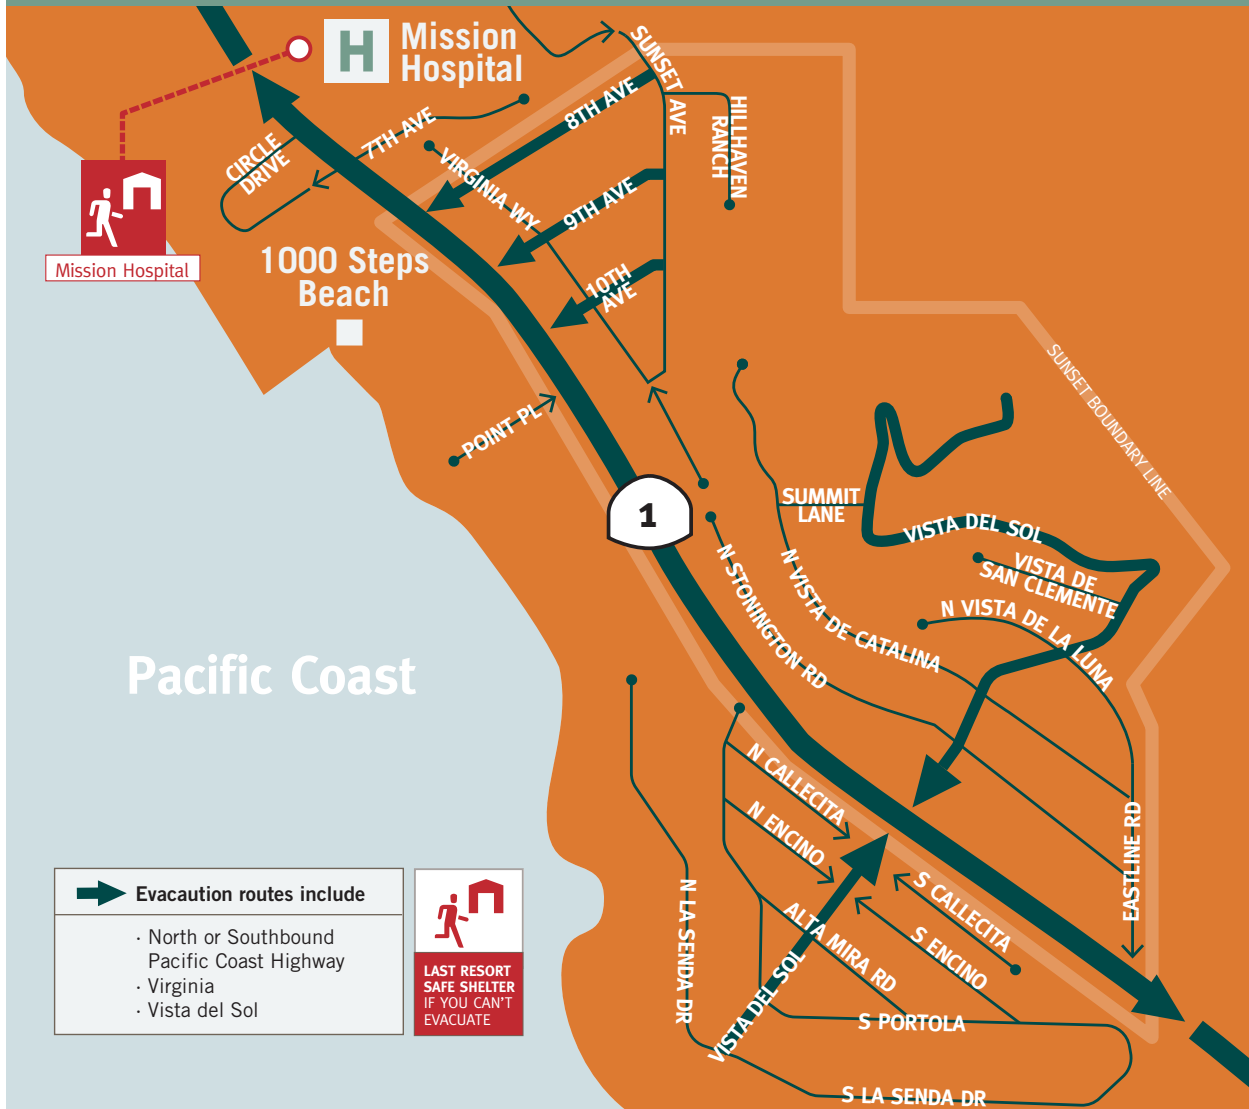 H
Mission
Hospital
SUNSET AVE
8TH AVE
HILLHAVEN
RANCH
7TH AVE
CIRCLE
DRIVE
VIRGINIA WY
9TH AVE
Mission Hospital
1000 Steps
Beach
10TH
AVE
SUNSET BOUNDARY LINE
POINT PL
1
SUMMIT
LANE
VISTA DEL SOL
VISTA DE
SAN CLEMENTE
N STONINGTON RD
N VISTA DE CATALINA
N VISTA DE LA LUNA
Pacific Coast
N CALLECITA
N ENCINO
EASTLINE RD
S CALLECITA
S ENCINO
ALTA MIRA RD
N LA SENDA DR
VISTA DEL SOL
S PORTOLA
S LA SENDA DR
Evacaution routes include
· North or Southbound
Pacific Coast Highway
· Virginia
· Vista del Sol
LAST RESORT
SAFE SHELTER
IF YOU CAN'T
EVACUATE